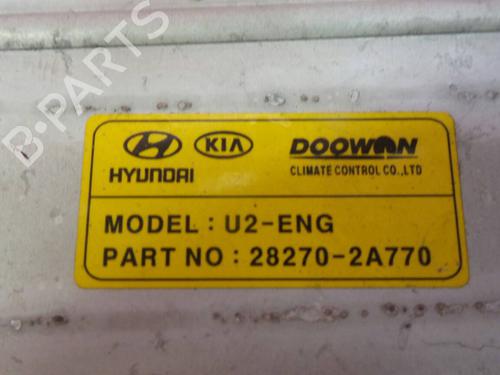 B-PARTS
HYUNDAI KIA DOOWON
CLIMATE CONTROL CO.,LTD
MODEL : U2-ENG
PART NO : 28270-2A770